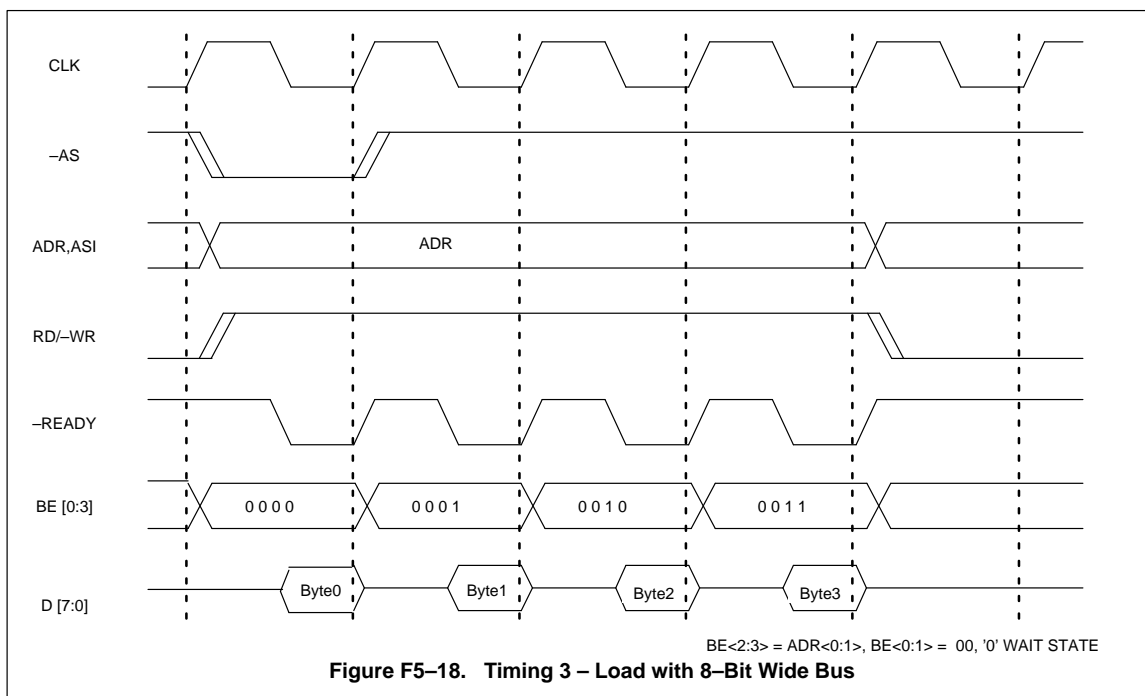 CLK
–AS
ADR,ASI
ADR
RD/–WR
–READY
BE [0:3]
0 0 0 0
0 0 0 1
0 0 1 0
0 0 1 1
D [7:0]
Byte0
Byte1
Byte2
Byte3
BE<2:3> = ADR<0:1>, BE<0:1> = 00, '0' WAIT STATE
Figure F5–18. Timing 3 – Load with 8–Bit Wide Bus